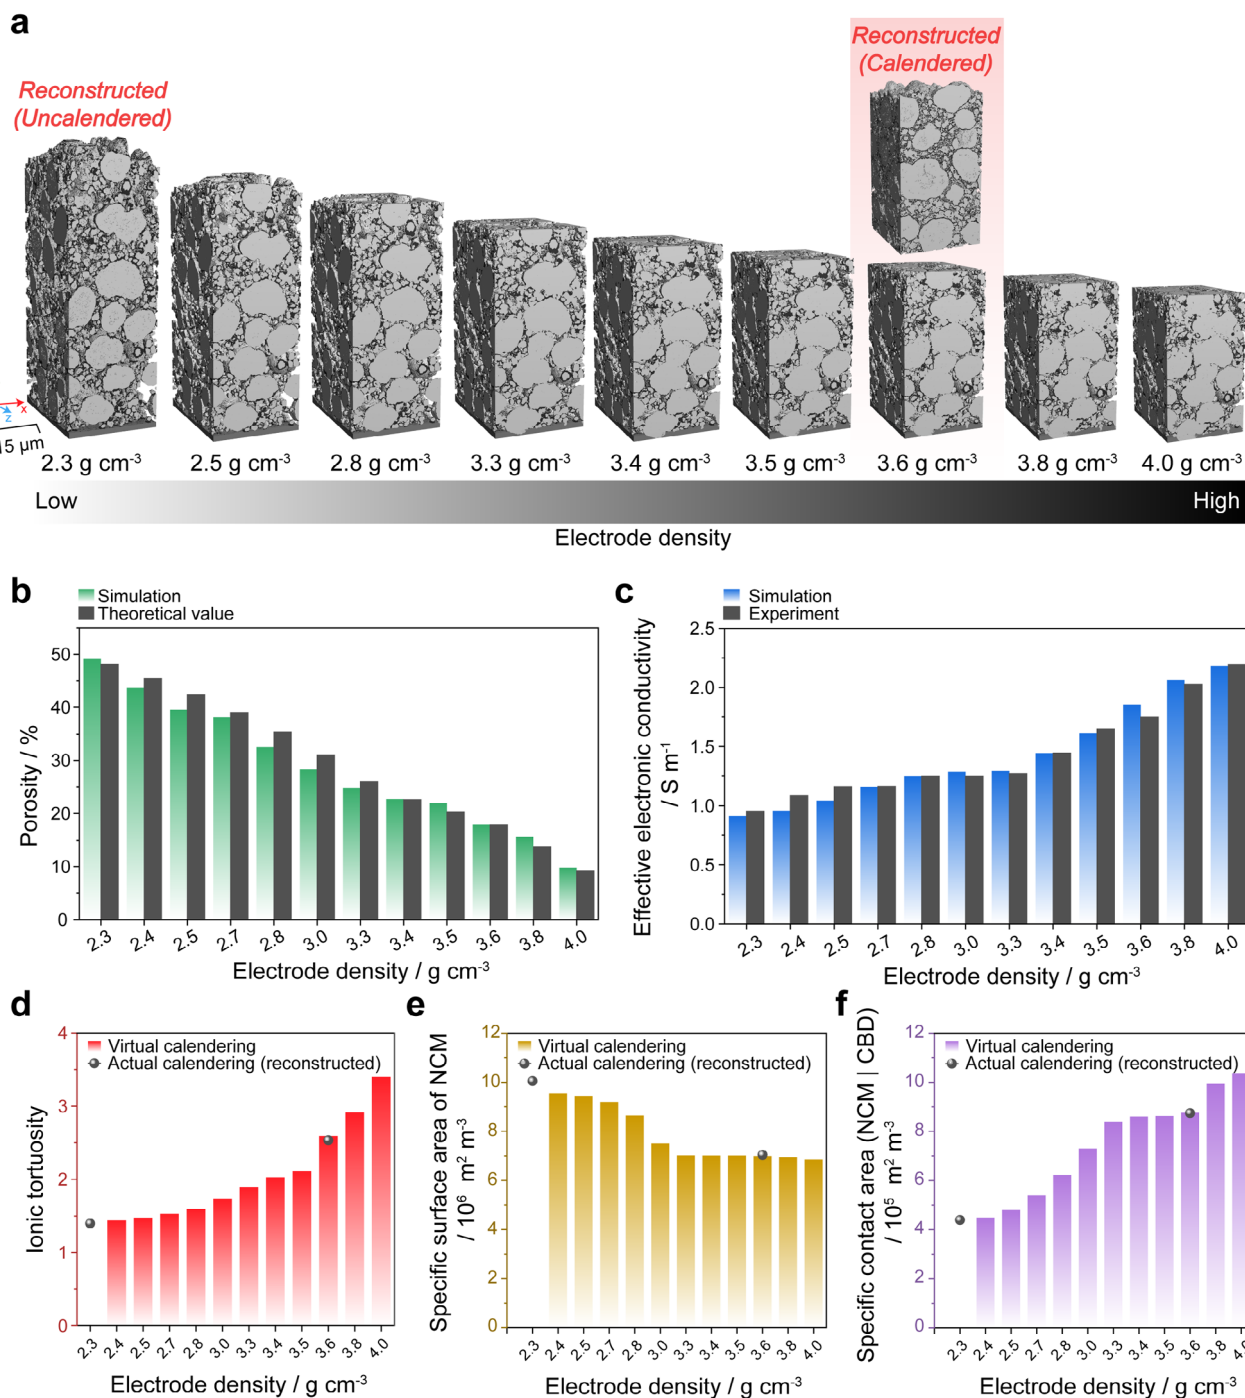 a
Reconstructed
(Uncalendered)
Reconstructed
(Calendered)
x
z
15 µm
2.3 g cm⁻³
2.5 g cm⁻³
2.8 g cm⁻³
3.3 g cm⁻³
3.4 g cm⁻³
3.5 g cm⁻³
3.6 g cm⁻³
3.8 g cm⁻³
4.0 g cm⁻³
Low
High
Electrode density
b
Simulation
Theoretical value
Porosity / %
50
40
30
20
10
0
2.3 2.4 2.5 2.7 2.8 3.0 3.3 3.4 3.5 3.6 3.8 4.0
Electrode density / g cm⁻³
c
Simulation
Experiment
Effective electronic conductivity
/ S m⁻¹
2.5
2.0
1.5
1.0
0.5
0.0
2.3 2.4 2.5 2.7 2.8 3.0 3.3 3.4 3.5 3.6 3.8 4.0
Electrode density / g cm⁻³
d
Virtual calendering
Actual calendering (reconstructed)
Ionic tortuosity
4
3
2
1
0
2.3 2.4 2.5 2.7 2.8 3.0 3.3 3.4 3.5 3.6 3.8 4.0
Electrode density / g cm⁻³
e
Virtual calendering
Actual calendering (reconstructed)
Specific surface area of NCM
/ 10⁶ m² m⁻³
12
10
8
6
4
2
0
2.3 2.4 2.5 2.7 2.8 3.0 3.3 3.4 3.5 3.6 3.8 4.0
Electrode density / g cm⁻³
f
Virtual calendering
Actual calendering (reconstructed)
Specific contact area (NCM | CBD)
/ 10⁵ m² m⁻³
12
10
8
6
4
2
0
2.3 2.4 2.5 2.7 2.8 3.0 3.3 3.4 3.5 3.6 3.8 4.0
Electrode density / g cm⁻³